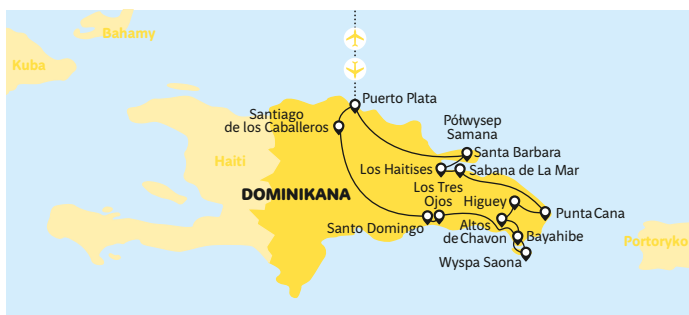 Bahamy
Kuba
Puerto Plata
Santiago
de los Caballeros
Półwysep
Samana
Santa Barbara
Haiti
Los Haitises
Sabana de La Mar
DOMINIKANA
Los Tres
Ojos
Higuey
Punta Cana
Santo Domingo
Altos
de Chavon
Bayahibe
Portoryko
Wyspa Saona